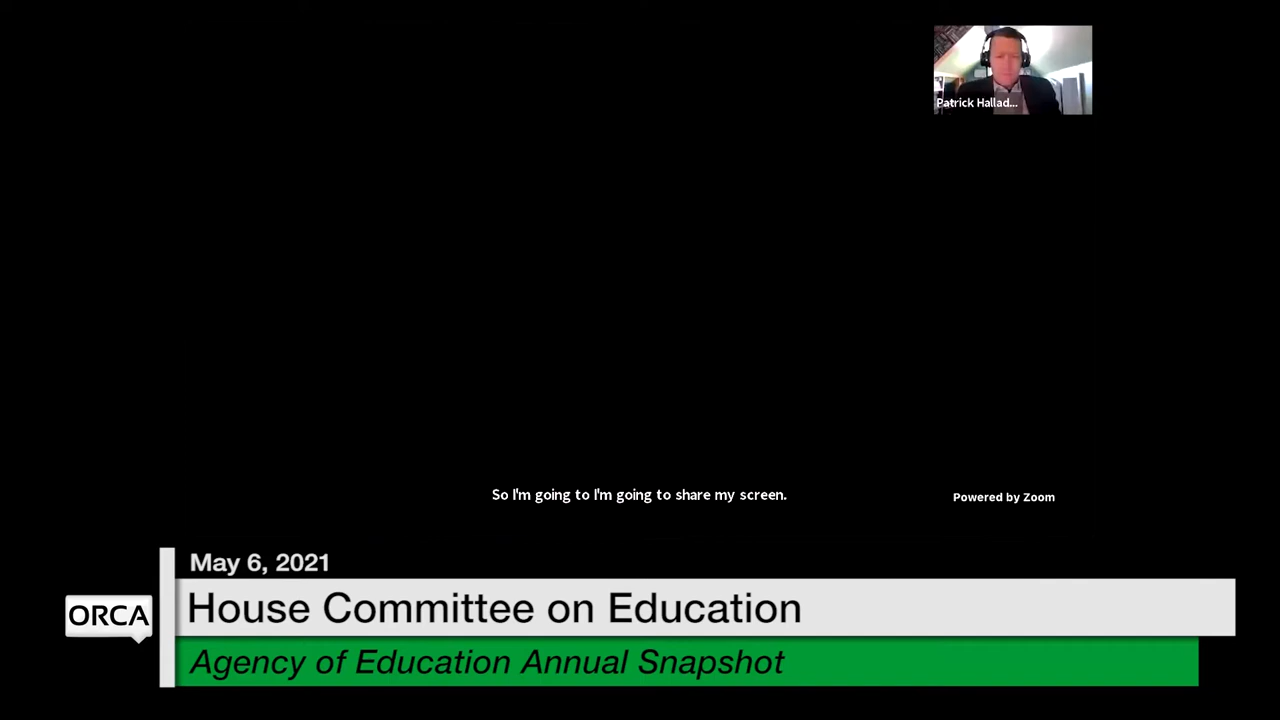 Patrick Hallad...
So I'm going to I'm going to share my screen.
Powered by Zoom
May 6, 2021
House Committee on Education
ORCA
Agency of Education Annual Snapshot